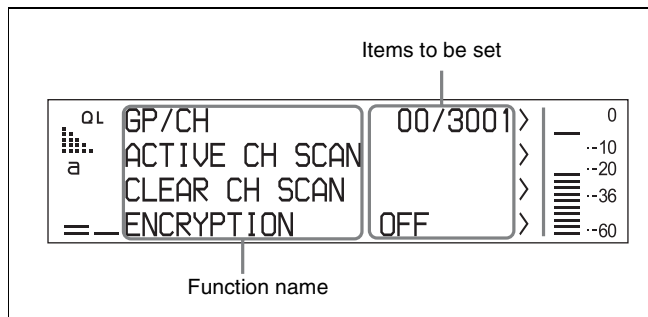 Items to be set
QL GP/CH 00/3001 > 0
a ACTIVE CH SCAN > --10
--20
CLEAR CH SCAN > --36
ENCRYPTION OFF > --60
Function name